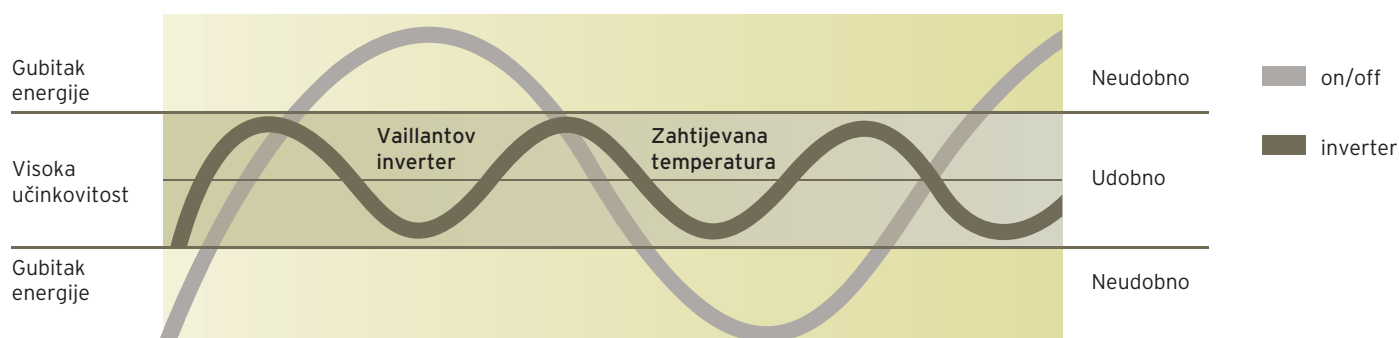 Gubitak
energije
Visoka
učinkovitost
Gubitak
energije
Vaillantov
inverter
Zahtijevana
temperatura
Neudobno
Udobno
Neudobno
on/off
inverter